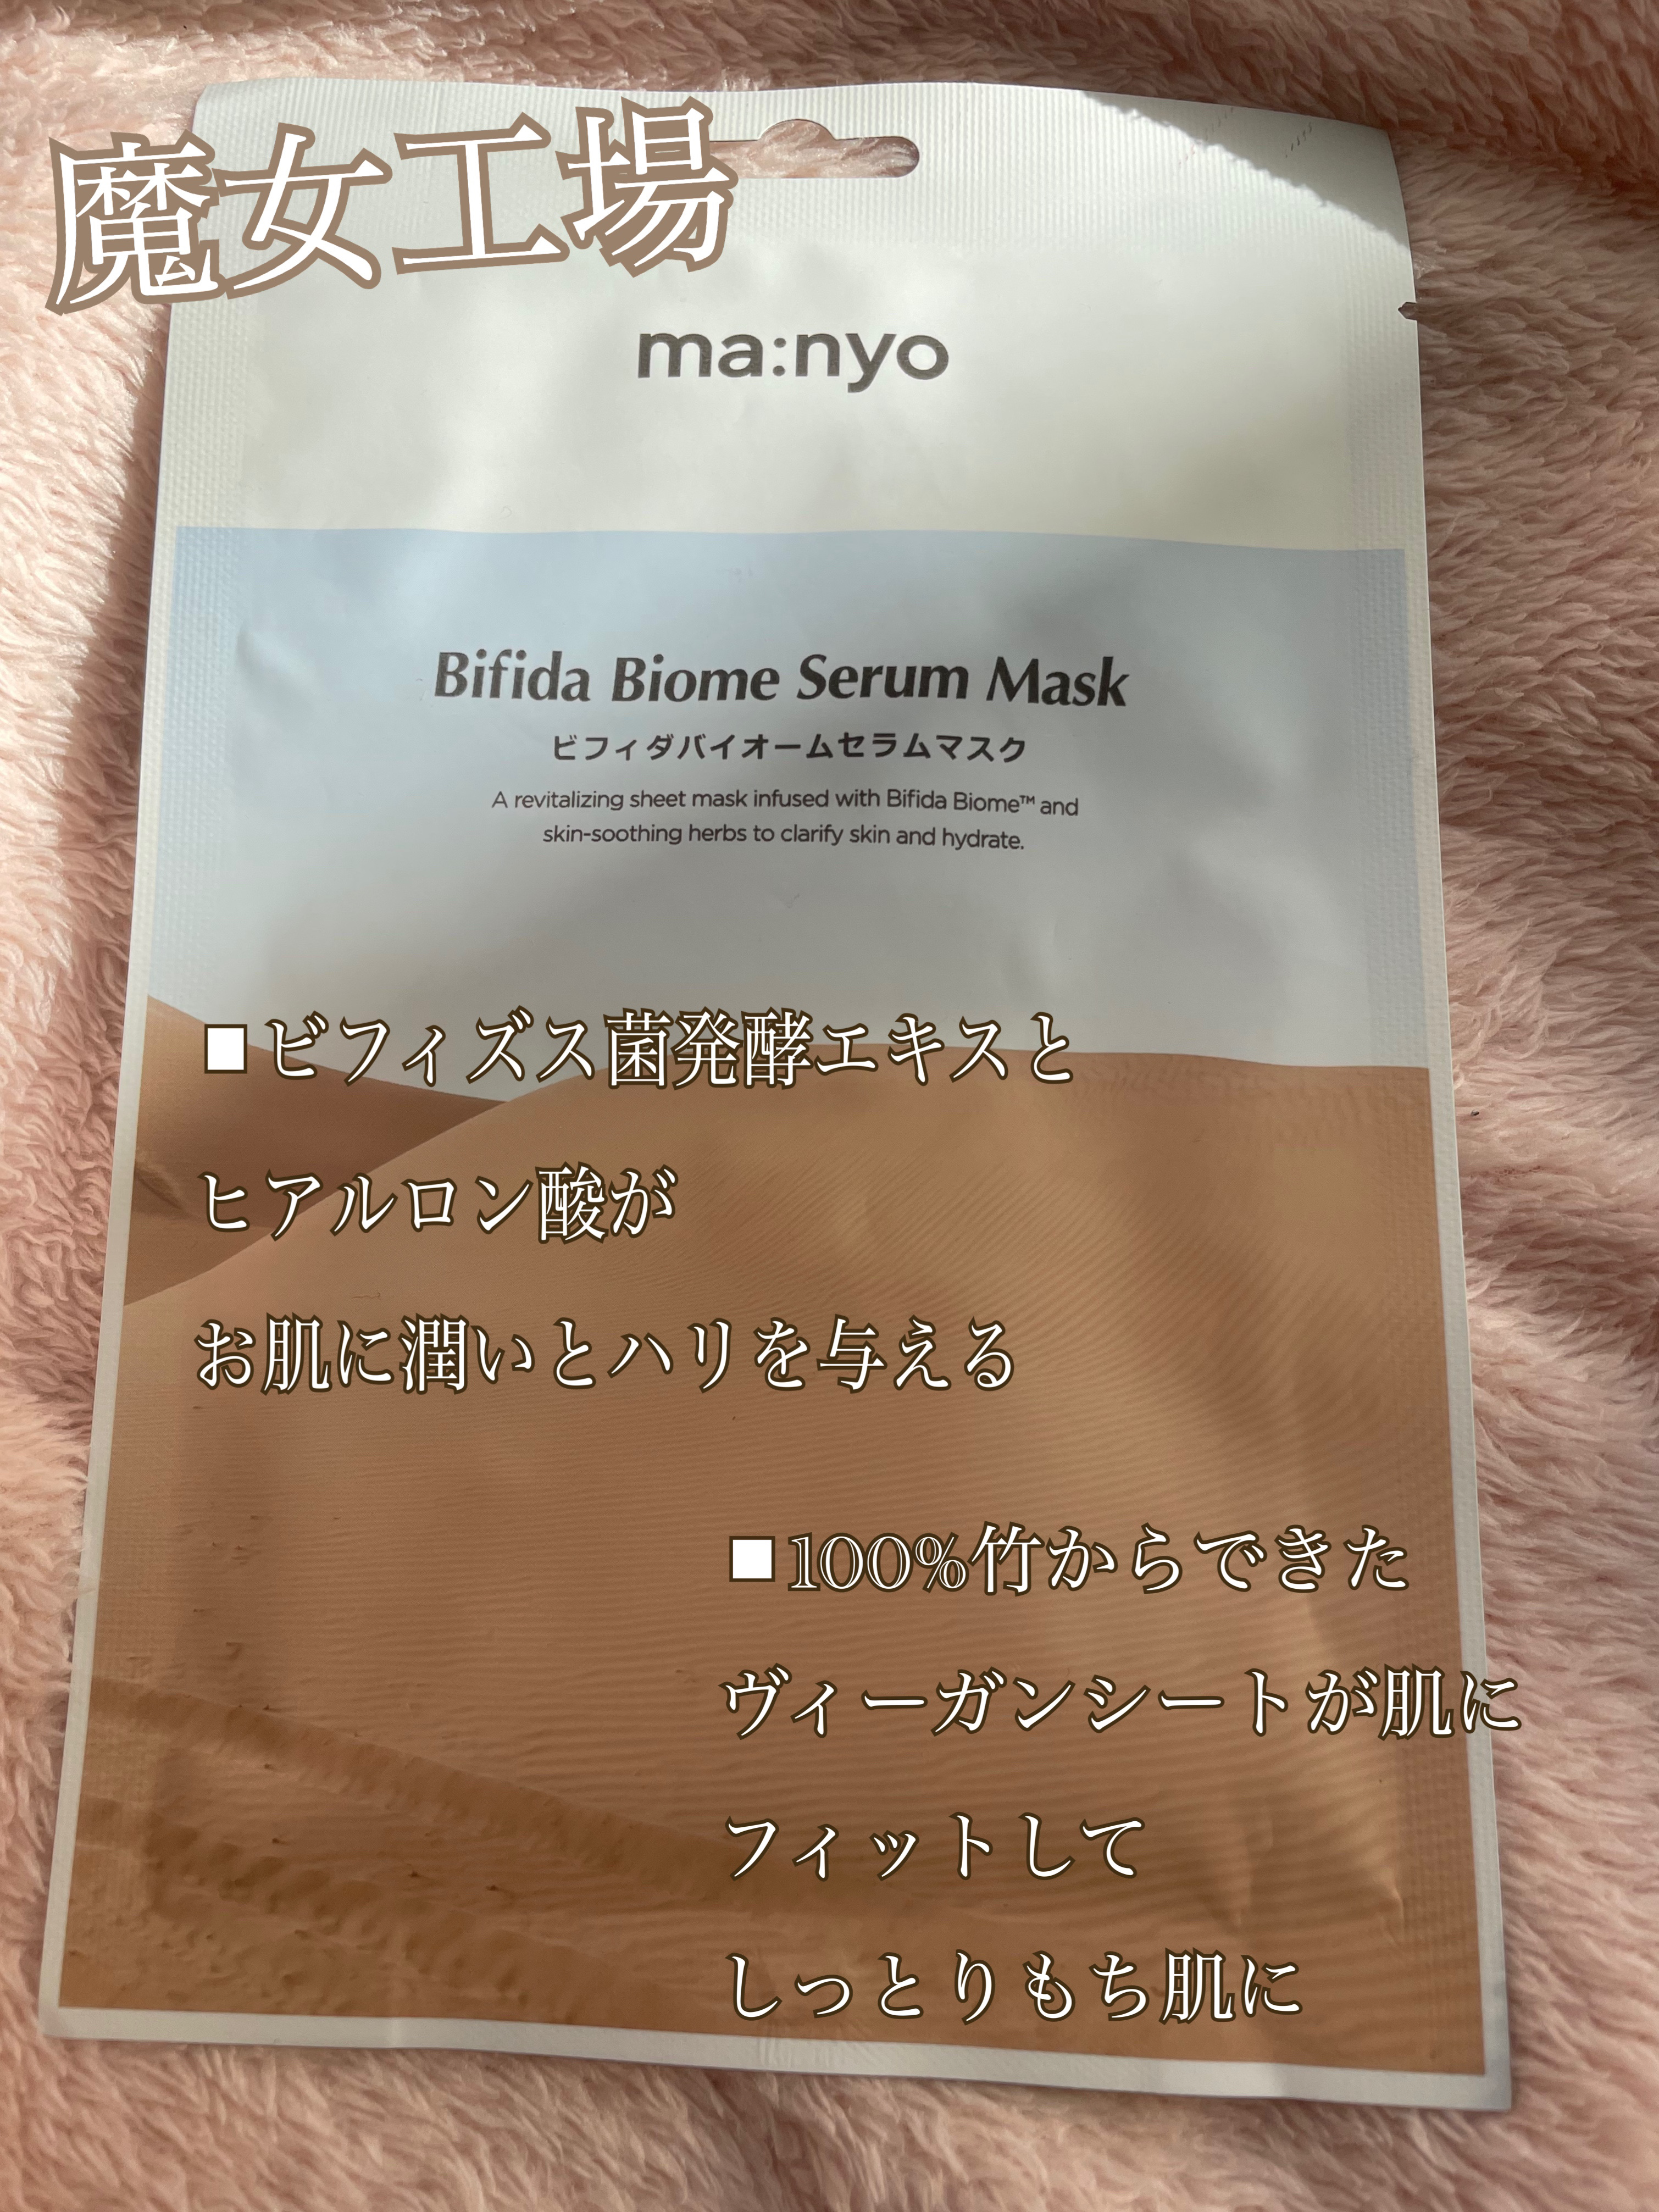 魔女工場
ma:nyo
Bifida Biome Serum Mask
ビフィダバイオームセラムマスク
A revitalizing sheet mask infused with Bifida Biome™ and
skin-soothing herbs to clarify skin and hydrate.
■ビフィズス菌発酵エキスと
ヒアルロン酸が
お肌に潤いとハリを与える
■100%竹からできた
ヴィーガンシートが肌に
フィットして
しっとりもち肌に